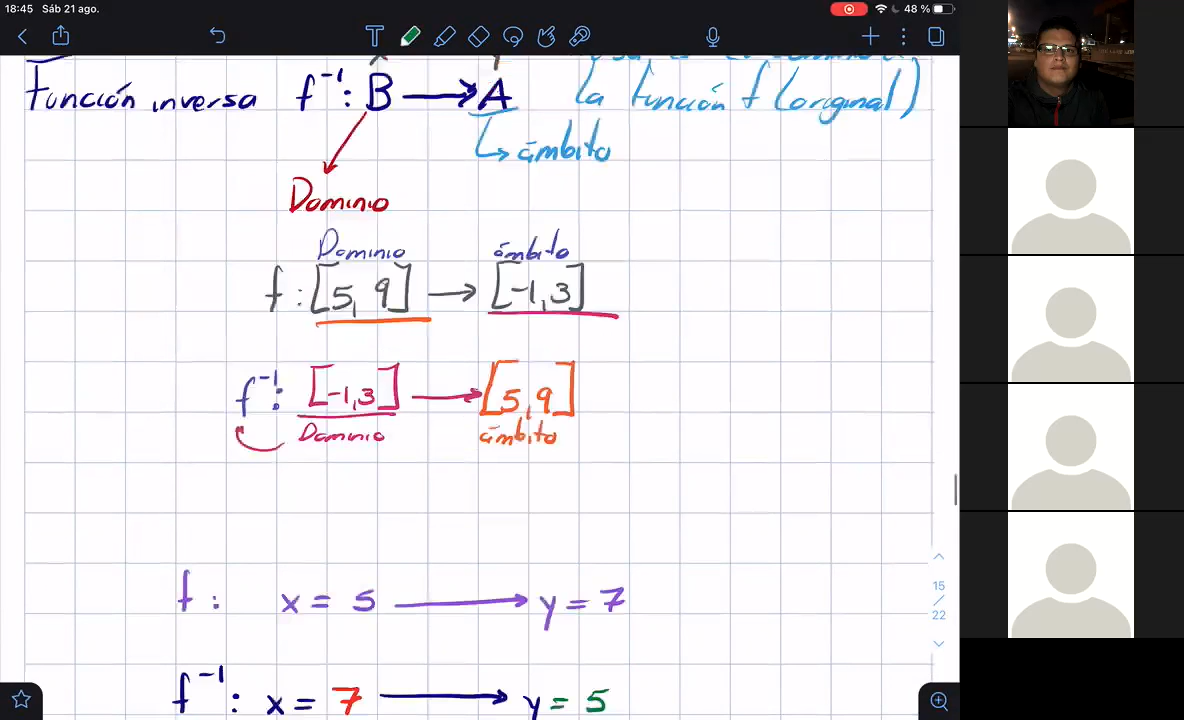 18:45 Sáb 21 ago. 48 %
Función inversa f⁻¹: B → A la función f (original)
↳ ámbito
Dominio
Dominio ámbito
f : [5, 9] → [-1, 3]
f⁻¹: [-1, 3] → [5, 9]
Dominio ámbito
f : x = 5 → y = 7
f⁻¹: x = 7 → y = 5
15
/
22